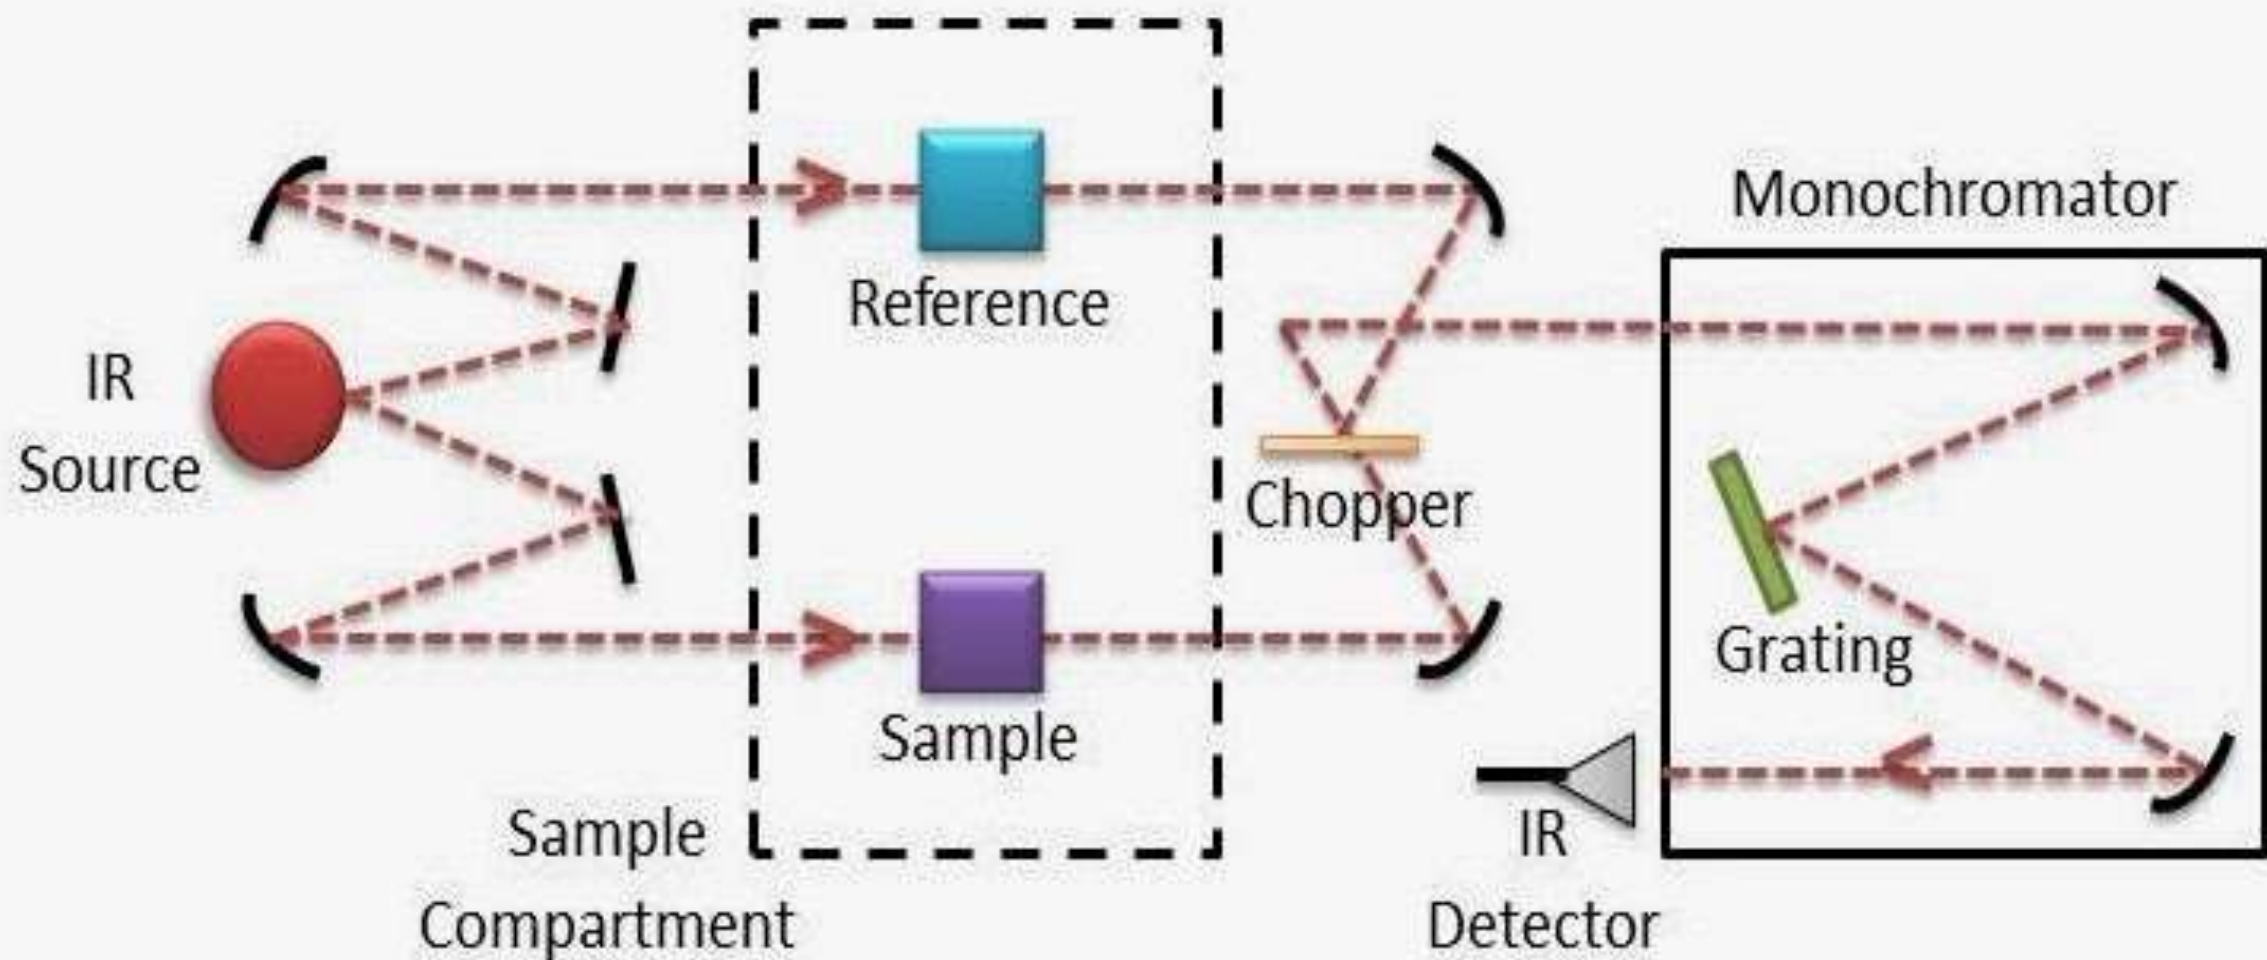 Monochromator
Reference
IR
Source
Chopper
Grating
Sample
Sample
Compartment
IR
Detector